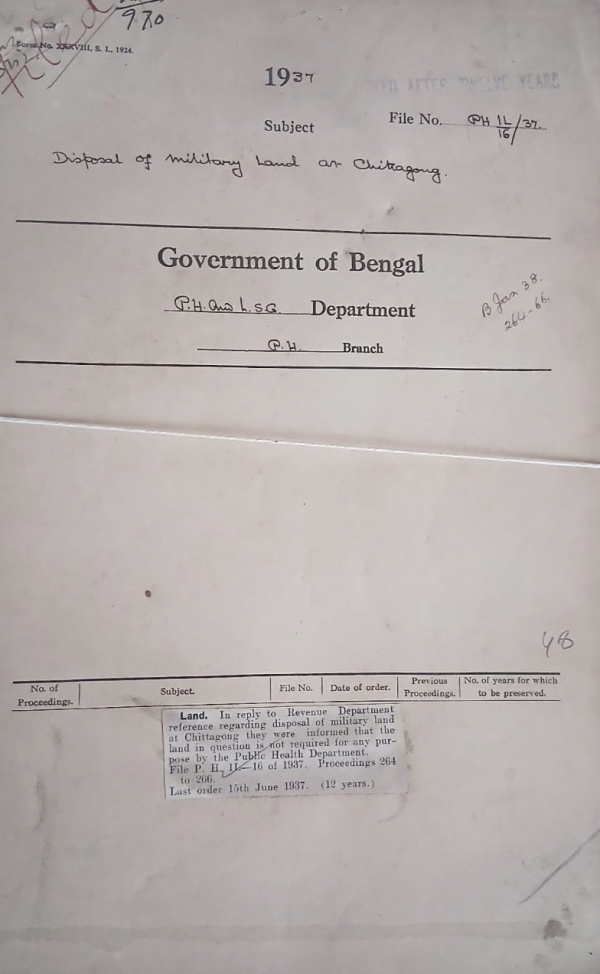 970
Form No. XXXVIII, S. I., 1924.
1937
AFTER TWELVE YEARS
Subject
File No. PH 1L/16/37.
Disposal of military land at Chittagong.
Government of Bengal
P.H. and L.S.G. Department
P.H. Branch
B Jan 38.
264-66.
48
No. of Proceedings. | Subject. | File No. | Date of order. | Previous Proceedings. | No. of years for which to be preserved.
Land. In reply to Revenue Department
reference regarding disposal of military land
at Chittagong they were informed that the
land in question is not required for any pur-
pose by the Public Health Department.
File P. H. 1L—16 of 1937. Proceedings 264
to 266.
Last order 15th June 1937. (12 years.)